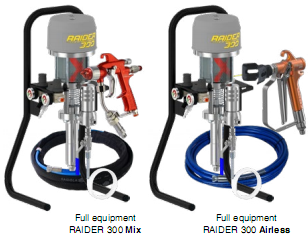 RAIDER
300
RAIDER
300
Full equipment
RAIDER 300 Mix
Full equipment
RAIDER 300 Airless